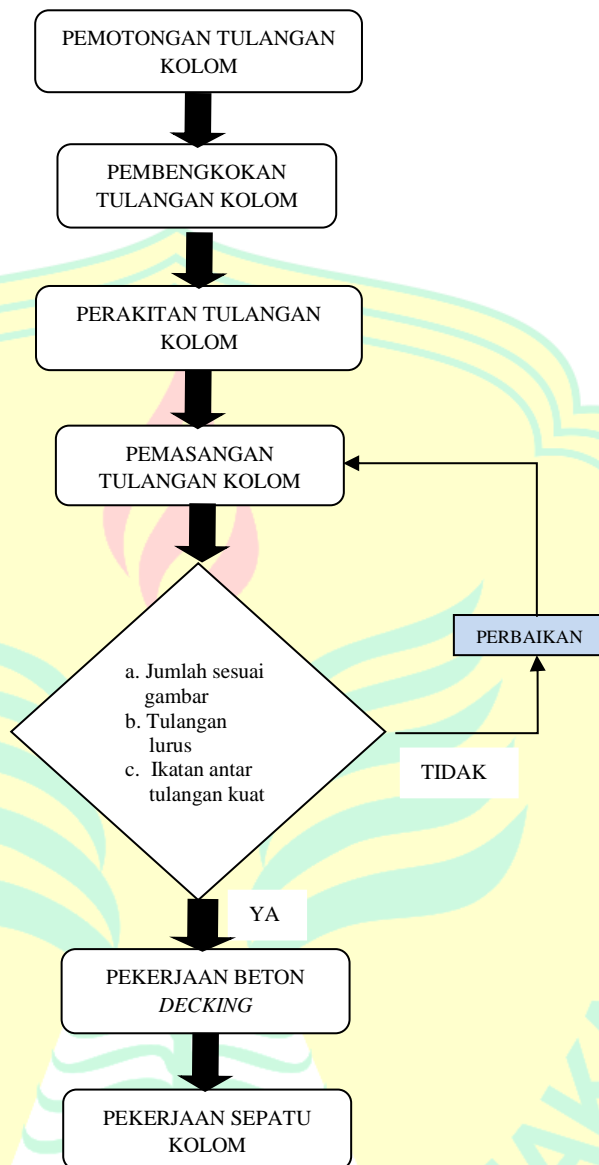 PEMOTONGAN TULANGAN
KOLOM
PEMBENGKOKAN
TULANGAN KOLOM
PERAKITAN TULANGAN
KOLOM
PEMASANGAN
TULANGAN KOLOM
PERBAIKAN
a. Jumlah sesuai
gambar
b. Tulangan
lurus
c. Ikatan antar
tulangan kuat
TIDAK
YA
PEKERJAAN BETON
DECKING
PEKERJAAN SEPATU
KOLOM